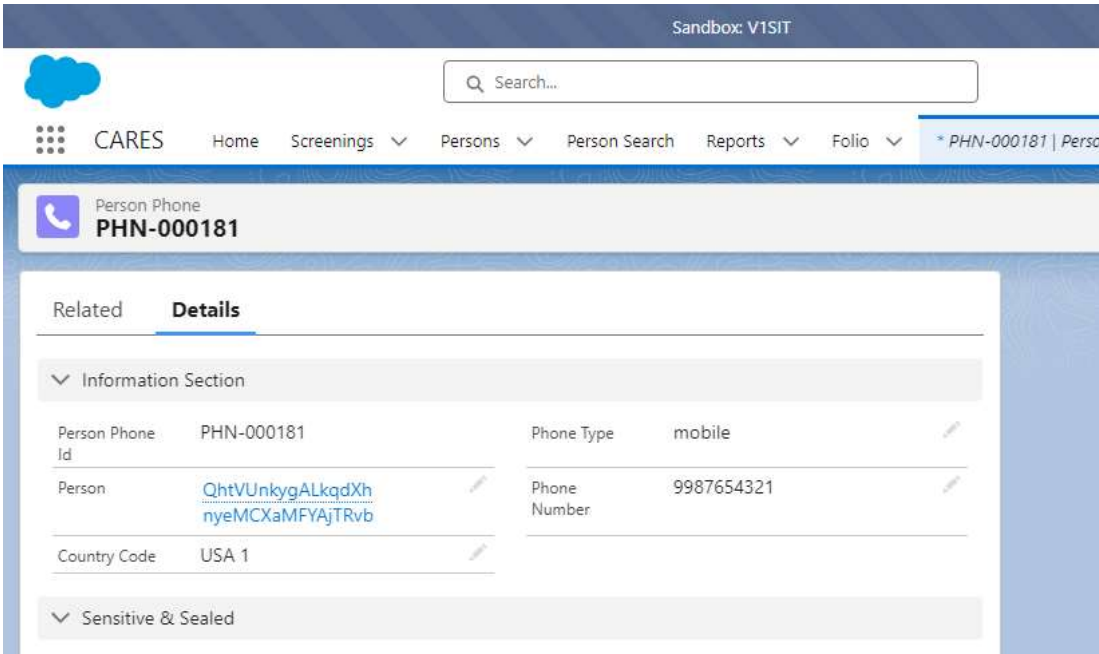 Sandbox: V1SIT
Search...
CARES Home Screenings Persons Person Search Reports Folio * PHN-000181 | Perso
Person Phone
PHN-000181
Related Details
Information Section
Person Phone Id PHN-000181 Phone Type mobile
Person QhtVUnkygALkqdXh
nyeMCXaMFYAjTRvb
Phone Number 9987654321
Country Code USA 1
Sensitive & Sealed